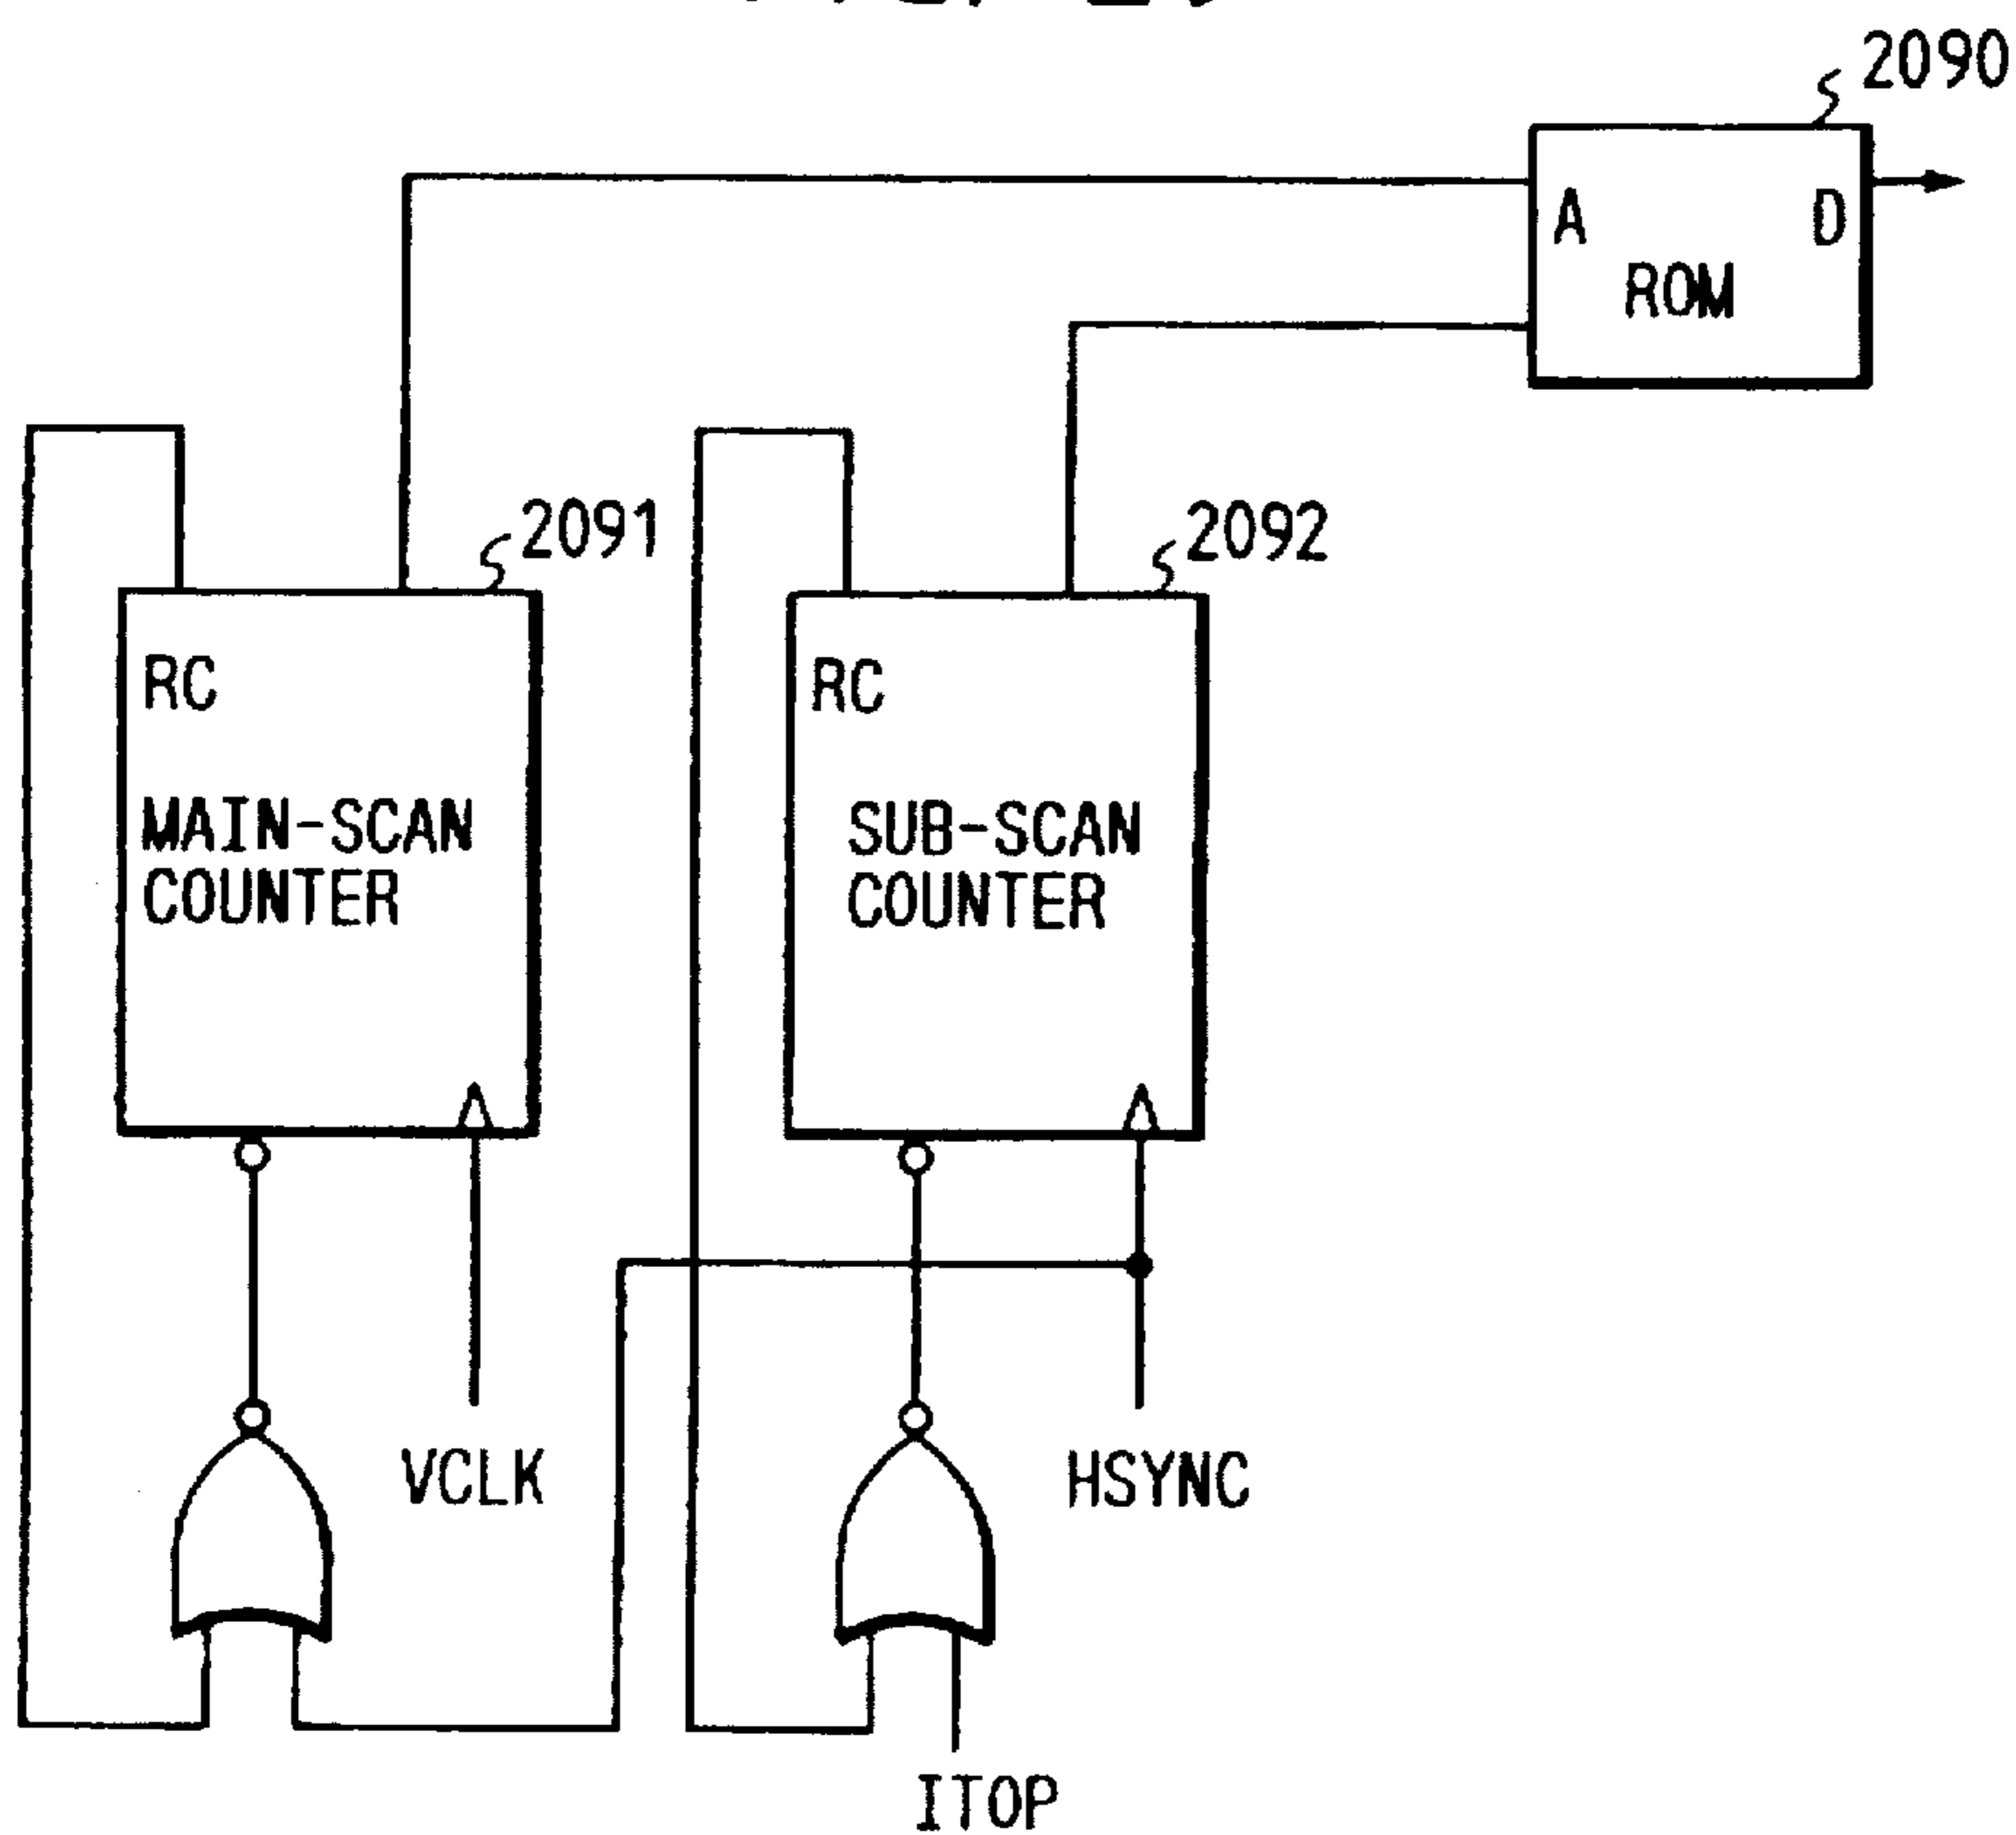 2090
A
D
ROM
2091
2092
RC
RC
MAIN-SCAN
COUNTER
SUB-SCAN
COUNTER
VCLK
HSYNC
ITOP